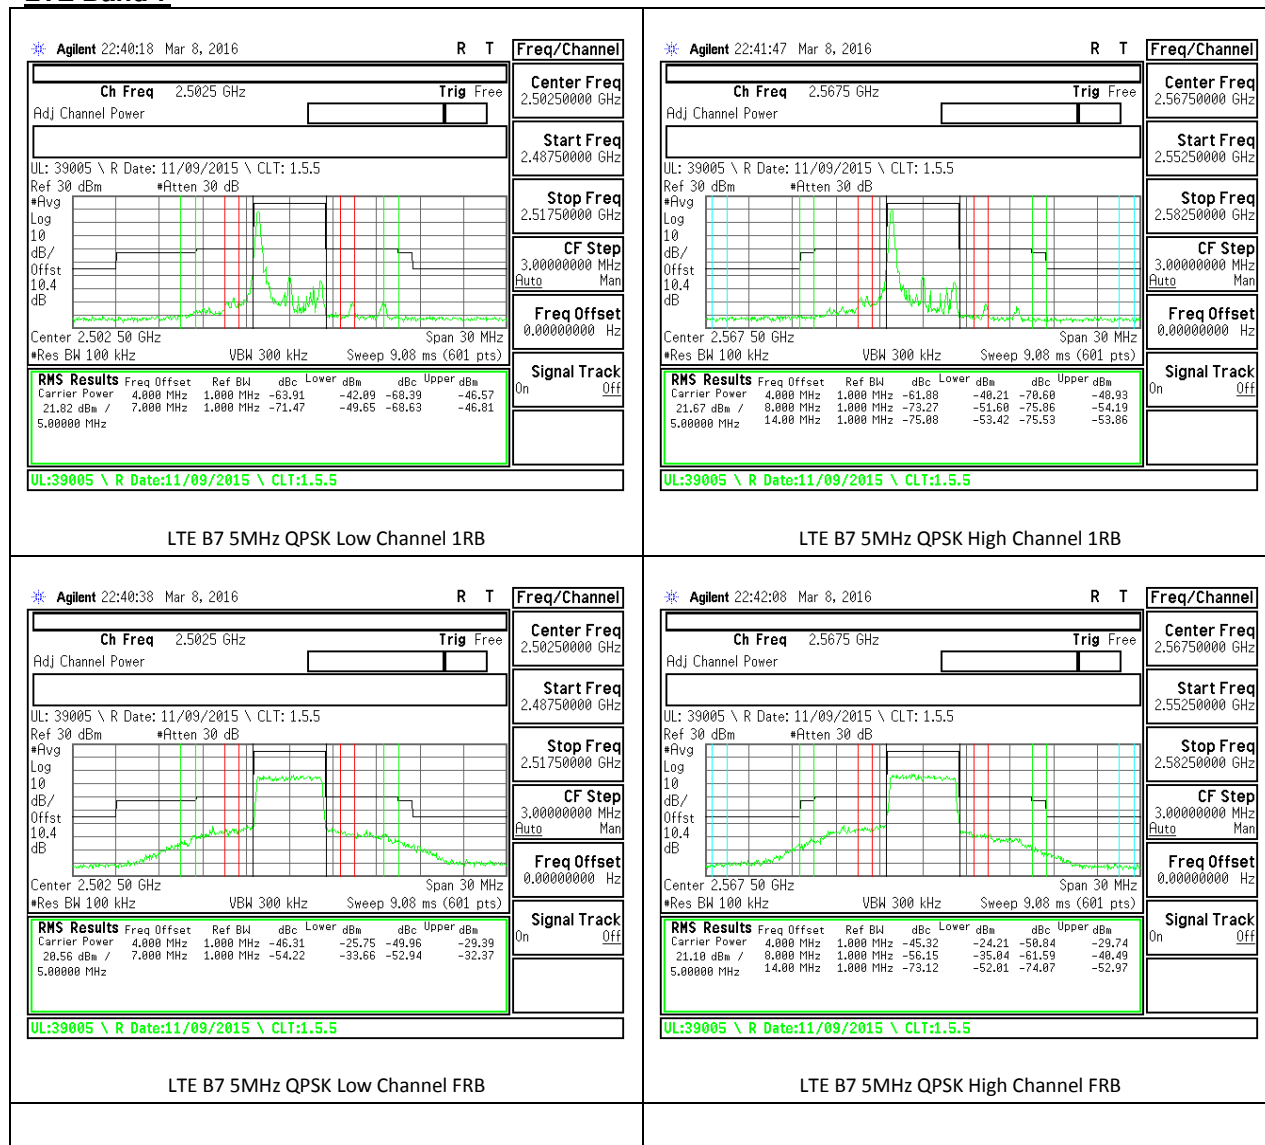 Agilent 22:40:18 Mar 8, 2016 R T Freq/Channel
Ch Freq 2.5025 GHz Trig Free
Adj Channel Power
Center Freq
2.50250000 GHz
Start Freq
2.48750000 GHz
UL: 39005 \ R Date: 11/09/2015 \ CLT: 1.5.5
Ref 30 dBm #Atten 30 dB
#Avg
Log
10
dB/
Offst
10.4
dB
Stop Freq
2.51750000 GHz
CF Step
3.00000000 MHz
Auto Man
Freq Offset
0.00000000 Hz
Center 2.502 50 GHz Span 30 MHz
#Res BW 100 kHz VBW 300 kHz Sweep 9.08 ms (601 pts)
Signal Track
On Off
RMS Results Freq Offset Ref BW dBc Lower dBm dBc Upper dBm
Carrier Power 4.000 MHz 1.000 MHz -63.91 -42.09 -68.39 -46.57
21.82 dBm / 7.000 MHz 1.000 MHz -71.47 -49.65 -68.63 -46.81
5.00000 MHz
UL:39005 \ R Date:11/09/2015 \ CLT:1.5.5
LTE B7 5MHz QPSK Low Channel 1RB
Agilent 22:41:47 Mar 8, 2016 R T Freq/Channel
Ch Freq 2.5675 GHz Trig Free
Adj Channel Power
Center Freq
2.56750000 GHz
Start Freq
2.55250000 GHz
UL: 39005 \ R Date: 11/09/2015 \ CLT: 1.5.5
Ref 30 dBm #Atten 30 dB
#Avg
Log
10
dB/
Offst
10.4
dB
Stop Freq
2.58250000 GHz
CF Step
3.00000000 MHz
Auto Man
Freq Offset
0.00000000 Hz
Center 2.567 50 GHz Span 30 MHz
#Res BW 100 kHz VBW 300 kHz Sweep 9.08 ms (601 pts)
Signal Track
On Off
RMS Results Freq Offset Ref BW dBc Lower dBm dBc Upper dBm
Carrier Power 4.000 MHz 1.000 MHz -61.88 -40.21 -70.60 -48.93
21.67 dBm / 8.000 MHz 1.000 MHz -73.27 -51.60 -75.86 -54.19
5.00000 MHz 14.00 MHz 1.000 MHz -75.08 -53.42 -75.53 -53.86
UL:39005 \ R Date:11/09/2015 \ CLT:1.5.5
LTE B7 5MHz QPSK High Channel 1RB
Agilent 22:40:38 Mar 8, 2016 R T Freq/Channel
Ch Freq 2.5025 GHz Trig Free
Adj Channel Power
Center Freq
2.50250000 GHz
Start Freq
2.48750000 GHz
UL: 39005 \ R Date: 11/09/2015 \ CLT: 1.5.5
Ref 30 dBm #Atten 30 dB
#Avg
Log
10
dB/
Offst
10.4
dB
Stop Freq
2.51750000 GHz
CF Step
3.00000000 MHz
Auto Man
Freq Offset
0.00000000 Hz
Center 2.502 50 GHz Span 30 MHz
#Res BW 100 kHz VBW 300 kHz Sweep 9.08 ms (601 pts)
Signal Track
On Off
RMS Results Freq Offset Ref BW dBc Lower dBm dBc Upper dBm
Carrier Power 4.000 MHz 1.000 MHz -46.31 -25.75 -49.96 -29.39
20.56 dBm / 7.000 MHz 1.000 MHz -54.22 -33.66 -52.94 -32.37
5.00000 MHz
UL:39005 \ R Date:11/09/2015 \ CLT:1.5.5
LTE B7 5MHz QPSK Low Channel FRB
Agilent 22:42:08 Mar 8, 2016 R T Freq/Channel
Ch Freq 2.5675 GHz Trig Free
Adj Channel Power
Center Freq
2.56750000 GHz
Start Freq
2.55250000 GHz
UL: 39005 \ R Date: 11/09/2015 \ CLT: 1.5.5
Ref 30 dBm #Atten 30 dB
#Avg
Log
10
dB/
Offst
10.4
dB
Stop Freq
2.58250000 GHz
CF Step
3.00000000 MHz
Auto Man
Freq Offset
0.00000000 Hz
Center 2.567 50 GHz Span 30 MHz
#Res BW 100 kHz VBW 300 kHz Sweep 9.08 ms (601 pts)
Signal Track
On Off
RMS Results Freq Offset Ref BW dBc Lower dBm dBc Upper dBm
Carrier Power 4.000 MHz 1.000 MHz -45.32 -24.21 -50.84 -29.74
21.10 dBm / 8.000 MHz 1.000 MHz -56.15 -35.04 -61.59 -40.49
5.00000 MHz 14.00 MHz 1.000 MHz -73.12 -52.01 -74.07 -52.97
UL:39005 \ R Date:11/09/2015 \ CLT:1.5.5
LTE B7 5MHz QPSK High Channel FRB